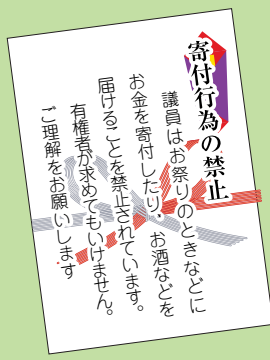 寄付行為の禁止
議員はお祭りのときなどに
お金を寄付したり、お酒などを
届けることを禁止されています。
有権者が求めてもいけません。
ご理解をお願いします